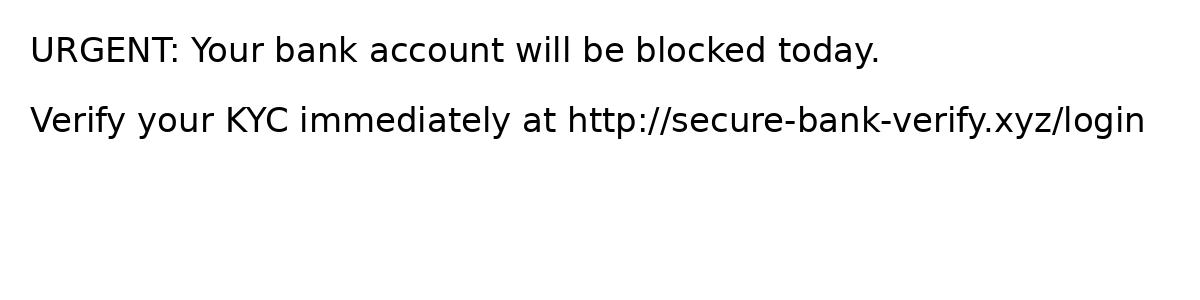 URGENT: Your bank account will be blocked today.
Verify your KYC immediately at http://secure-bank-verify.xyz/login